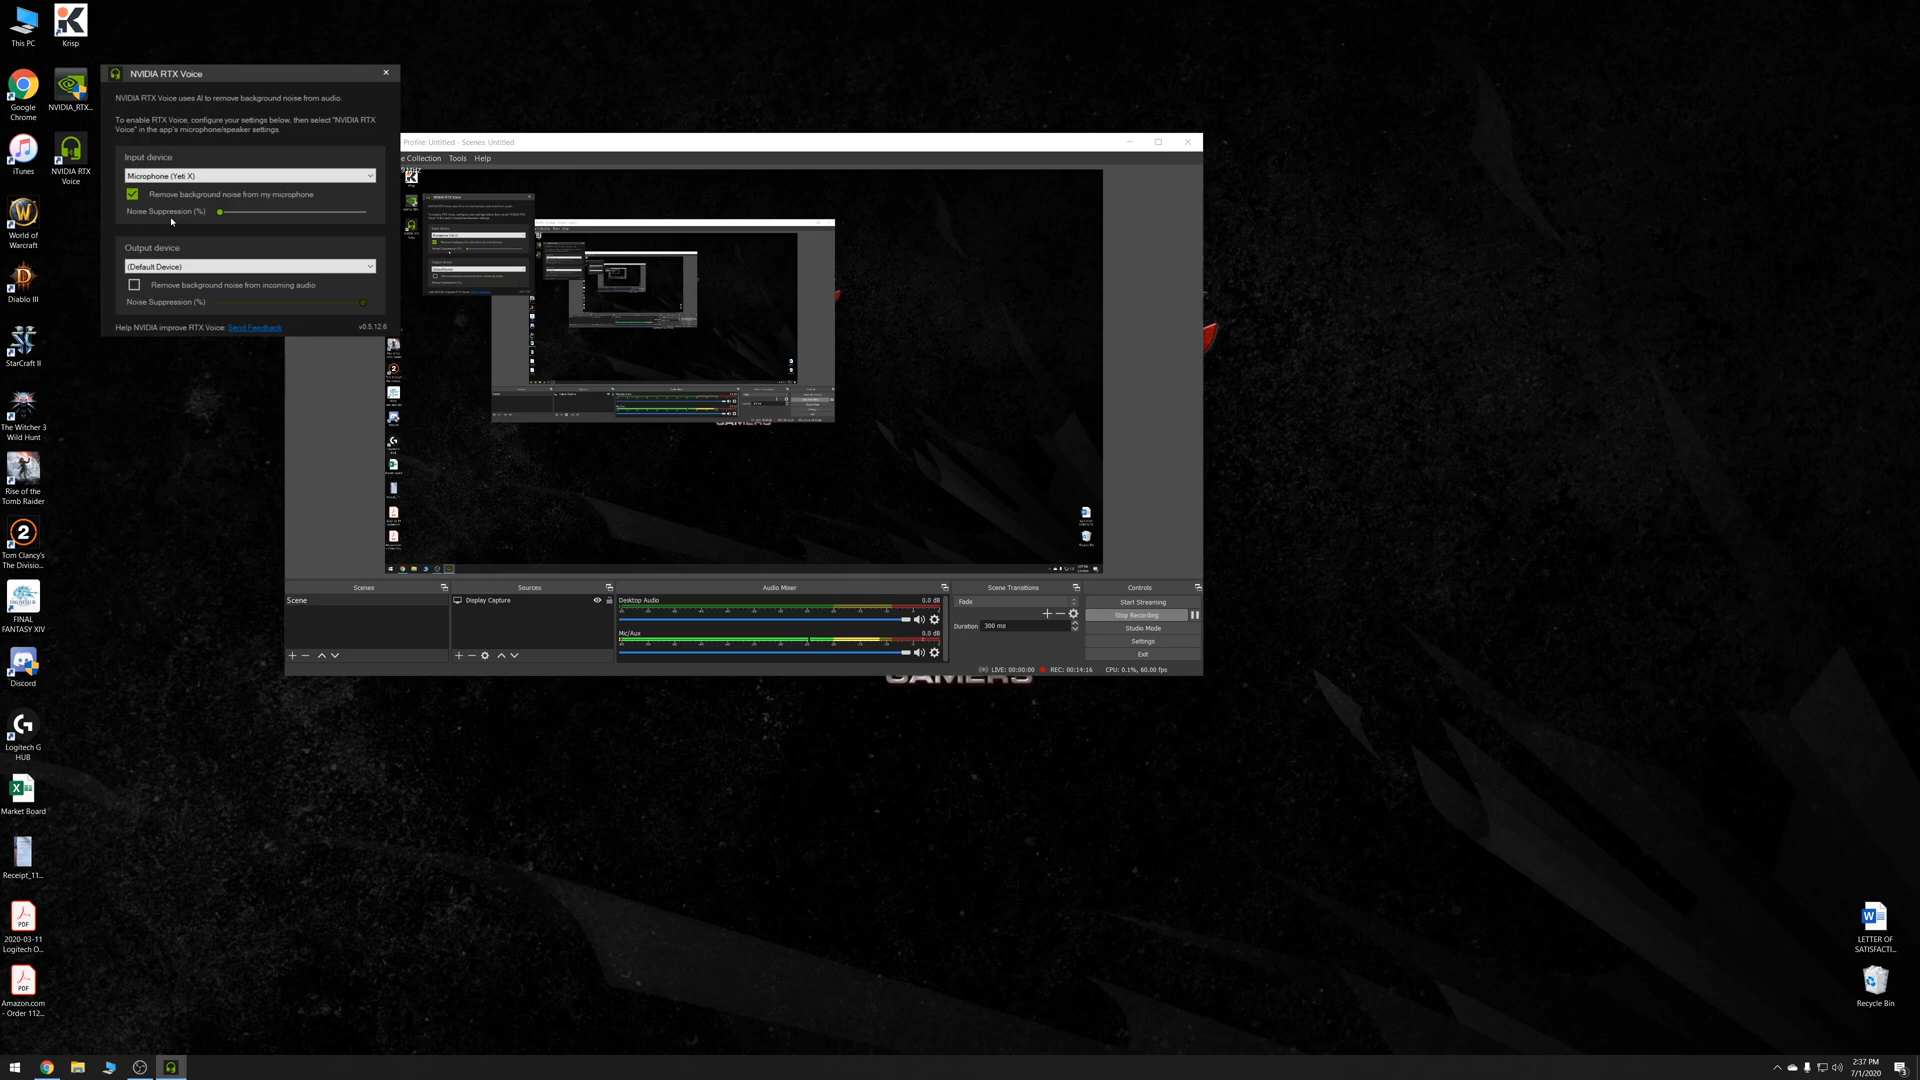 This PC
Krisp
Google
Chrome
NVIDIA_RTX...
iTunes
NVIDIA RTX
Voice
World of
Warcraft
Diablo III
StarCraft II
The Witcher 3
Wild Hunt
Rise of the
Tomb Raider
Tom Clancy's
The Divisio...
FINAL
FANTASY XIV
Discord
Logitech G
HUB
Market Board
Receipt_11...
2020-03-11
Logitech O...
Amazon.com
- Order 112...
NVIDIA RTX Voice
NVIDIA RTX Voice uses AI to remove background noise from audio.
To enable RTX Voice, configure your settings below, then select "NVIDIA RTX
Voice" in the app's microphone/speaker settings.
Input device
Microphone (Yeti X)
Remove background noise from my microphone
Noise Suppression (%)
Output device
(Default Device)
Remove background noise from incoming audio
Noise Suppression (%)
Help NVIDIA improve RTX Voice: Send Feedback v0.5.12.6
Profile: Untitled - Scenes: Untitled
e Collection Tools Help
Scenes
Scene
Sources
Display Capture
Audio Mixer
Desktop Audio 0.0 dB
Mic/Aux 0.0 dB
Scene Transitions
Fade
Duration 300 ms
Controls
Start Streaming
Stop Recording
Studio Mode
Settings
Exit
LIVE: 00:00:00 REC: 00:14:16 CPU: 0.1%, 60.00 fps
GAMERS
LETTER OF
SATISFACTI...
Recycle Bin
2:37 PM
7/1/2020
3